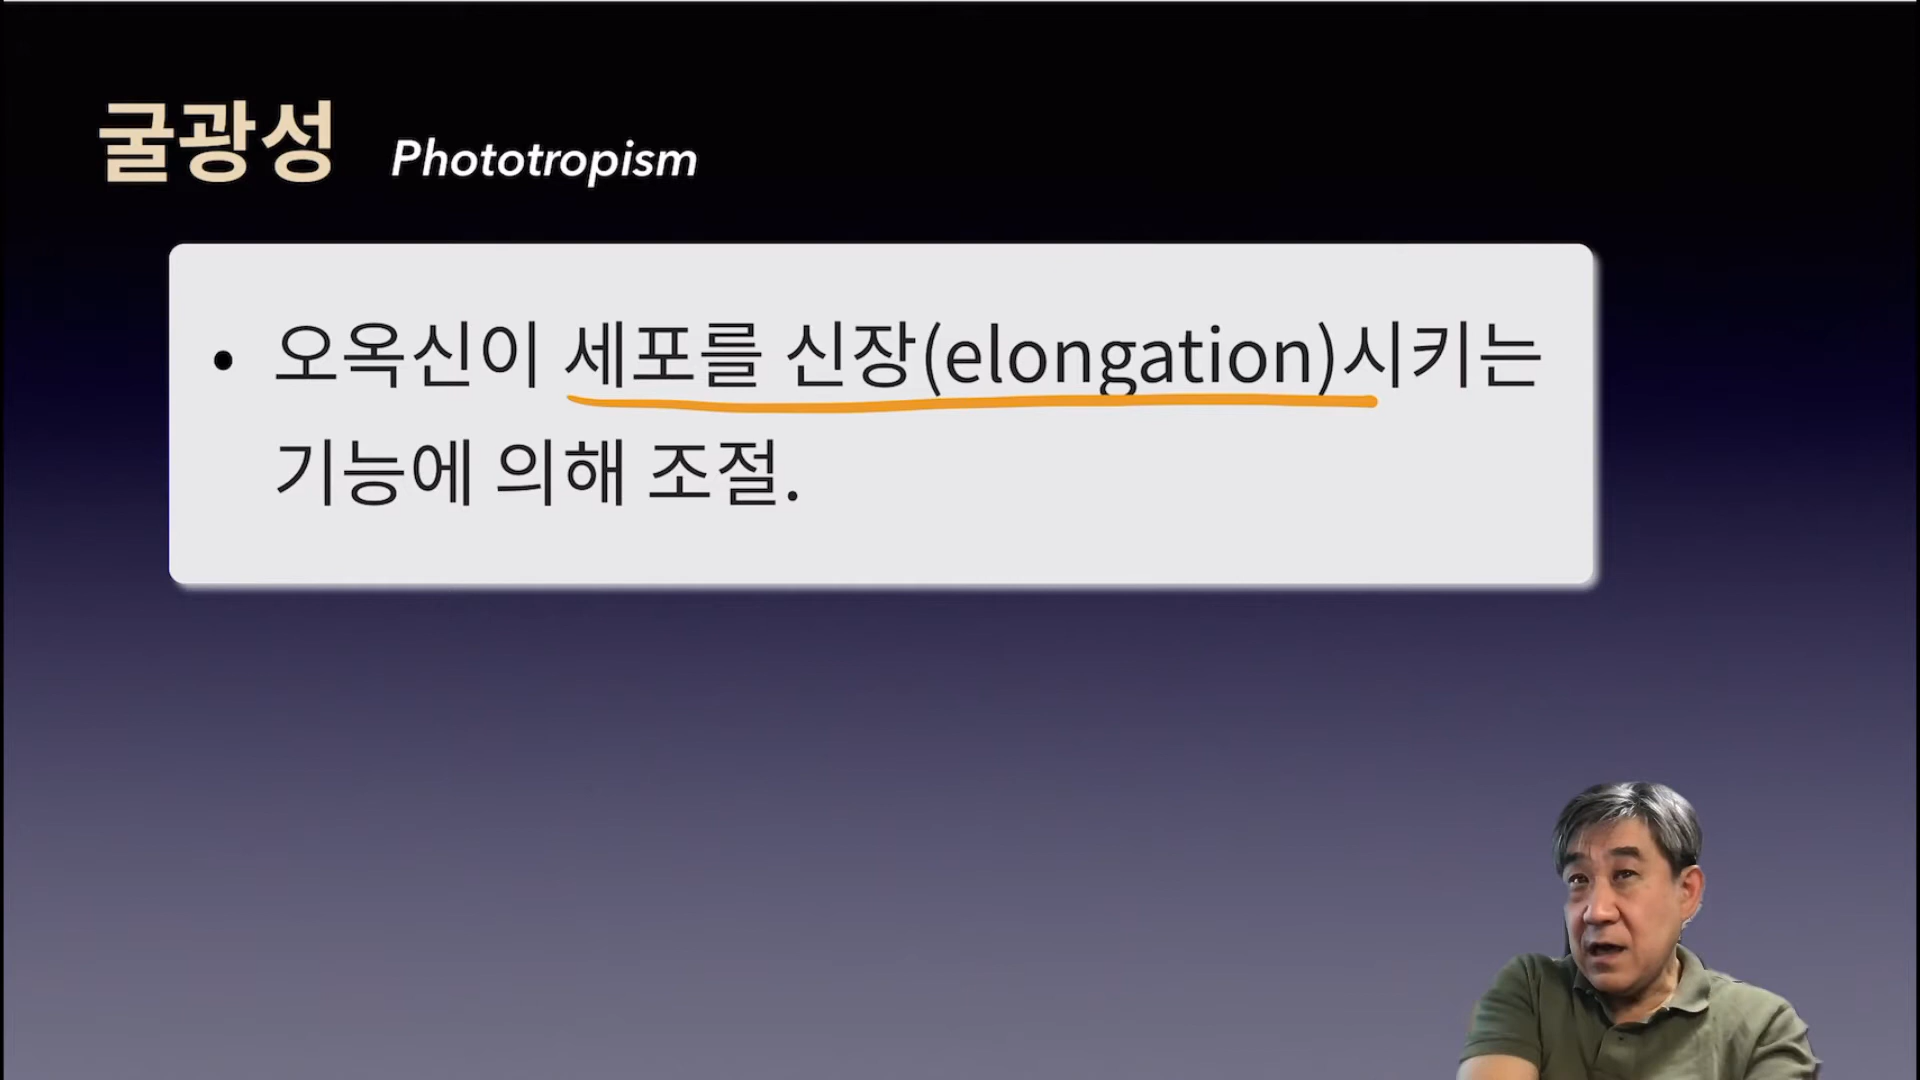 굴광성 Phototropism
• 오옥신이 세포를 신장(elongation)시키는
기능에 의해 조절.